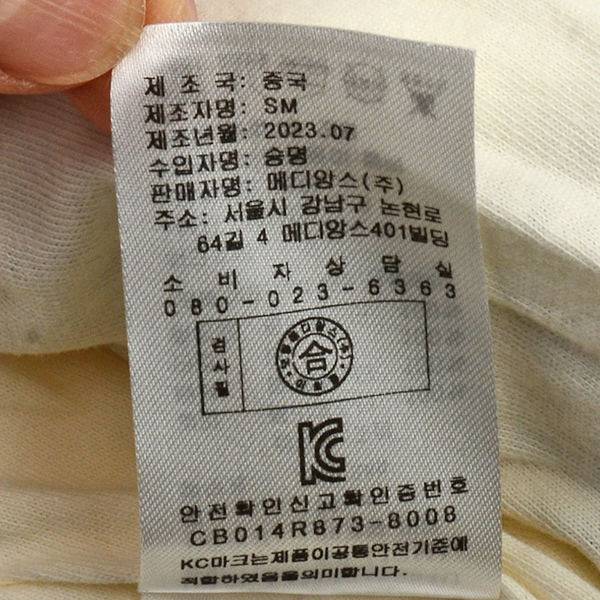 제 조 국: 중국
제조자명: SM
제조년월: 2023.07
수입자명: 승명
판매자명: 메디앙스(주)
주소: 서울시 강남구 논현로
64길 4 메디앙스401빌딩
소 비 자 상 담 실
080-023-6363
검사필
合
KC
안전확인신고확인증번호
CB014R873-8008
KC마크는제품이공통안전기준에
적합하였음을의미합니다.